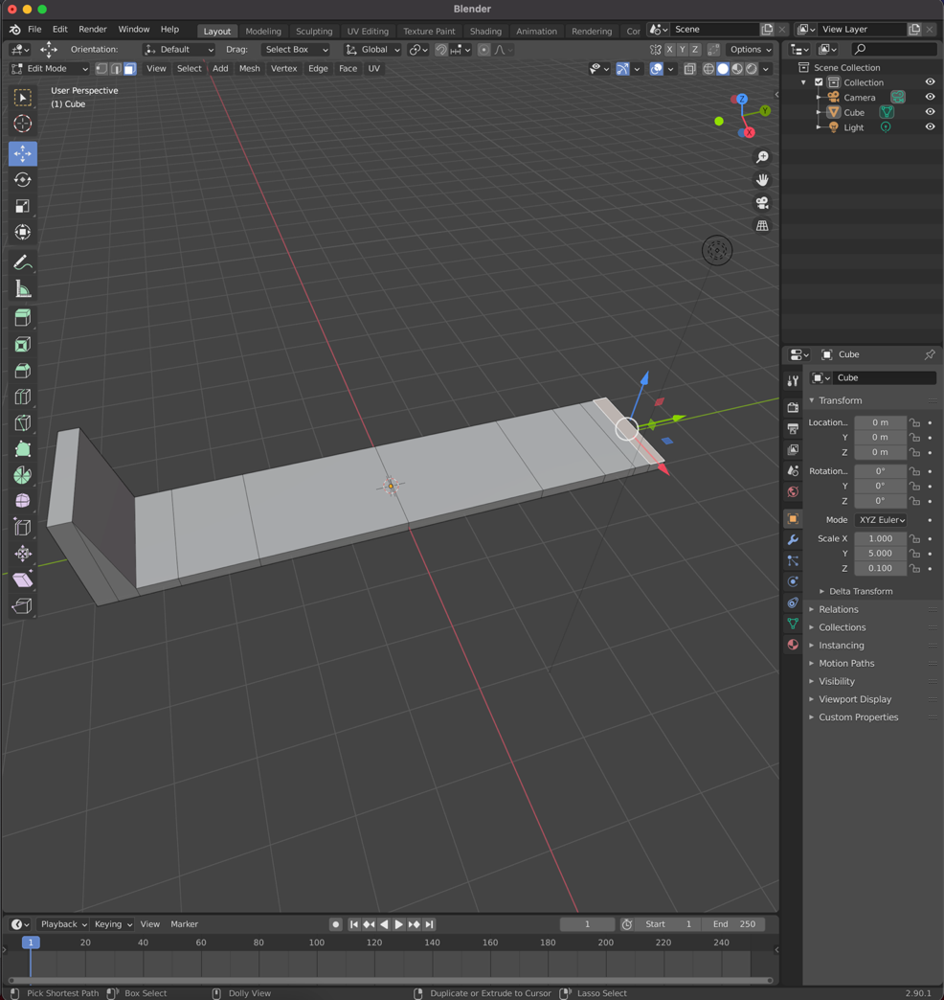 Blender
File Edit Render Window Help Layout Modeling Sculpting UV Editing Texture Paint Shading Animation Rendering Cor Scene View Layer
Orientation: Default Drag: Select Box Global X Y Z Options
Edit Mode View Select Add Mesh Vertex Edge Face UV
User Perspective
(1) Cube
Z
Y
X
Scene Collection
Collection
Camera
Cube
Light
Cube
Cube
Transform
Location... 0 m
Y 0 m
Z 0 m
Rotation... 0°
Y 0°
Z 0°
Mode XYZ Euler
Scale X 1.000
Y 5.000
Z 0.100
Delta Transform
Relations
Collections
Instancing
Motion Paths
Visibility
Viewport Display
Custom Properties
Playback Keying View Marker 1 Start 1 End 250
1 20 40 60 80 100 120 140 160 180 200 220 240
Pick Shortest Path Box Select Dolly View Duplicate or Extrude to Cursor Lasso Select 2.90.1